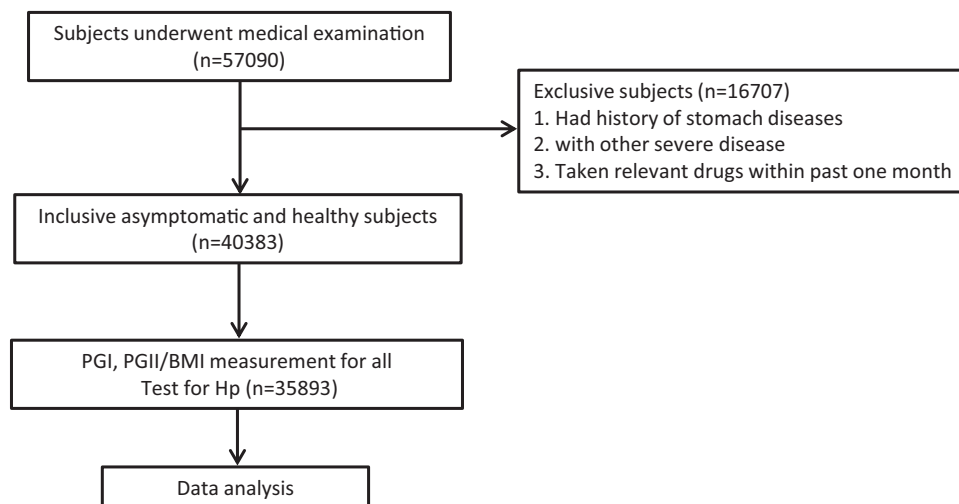 Subjects underwent medical examination
(n=57090)
Exclusive subjects (n=16707)
1. Had history of stomach diseases
2. with other severe disease
3. Taken relevant drugs within past one month
Inclusive asymptomatic and healthy subjects
(n=40383)
PGI, PGII/BMI measurement for all
Test for Hp (n=35893)
Data analysis